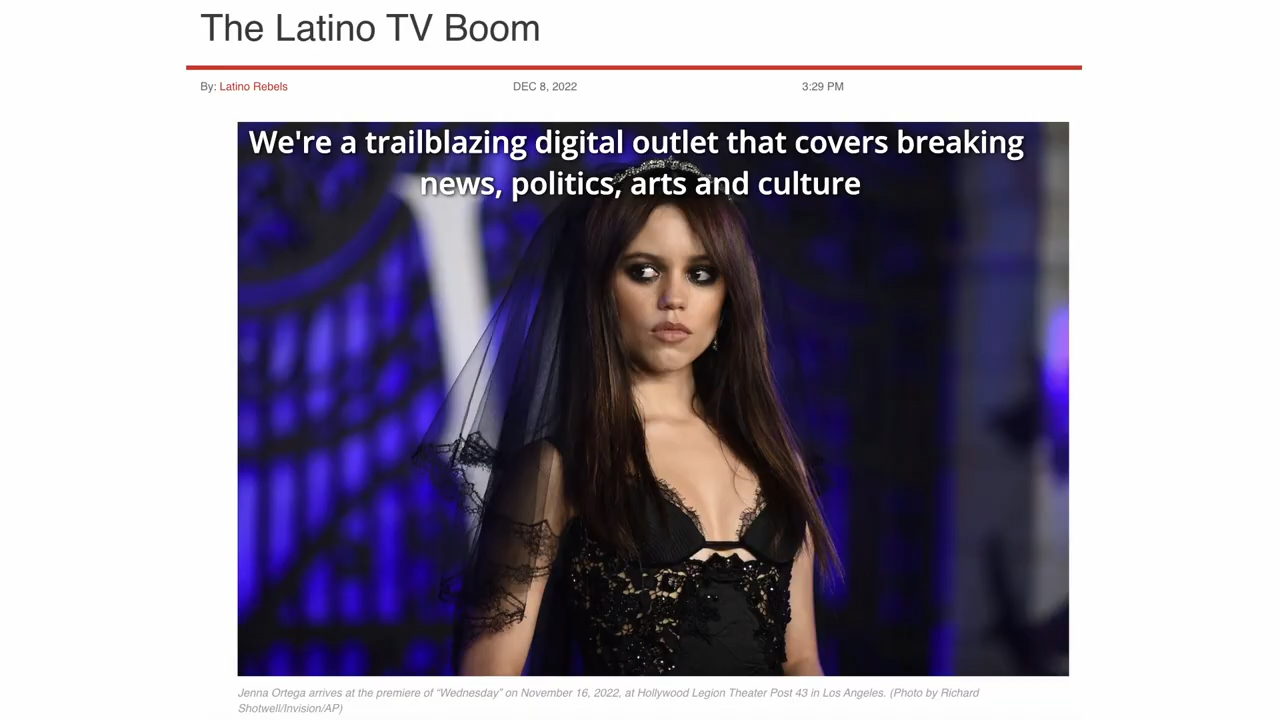 The Latino TV Boom
By: Latino Rebels DEC 8, 2022 3:29 PM
We're a trailblazing digital outlet that covers breaking
news, politics, arts and culture
Jenna Ortega arrives at the premiere of “Wednesday” on November 16, 2022, at Hollywood Legion Theater Post 43 in Los Angeles. (Photo by Richard
Shotwell/Invision/AP)